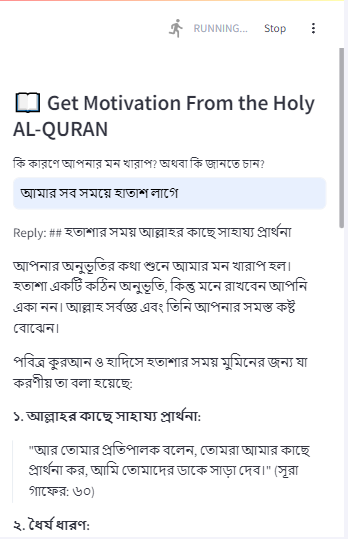 RUNNING... Stop
📖 Get Motivation From the Holy
AL-QURAN
কি কারণে আপনার মন খারাপ? অথবা কি জানতে চান?
আমার সব সময়ে হাতাশ লাগে
Reply: ## হতাশার সময় আল্লাহর কাছে সাহায্য প্রার্থনা
আপনার অনুভূতির কথা শুনে আমার মন খারাপ হল।
হতাশা একটি কঠিন অনুভূতি, কিন্তু মনে রাখবেন আপনি
একা নন। আল্লাহ সর্বজ্ঞ এবং তিনি আপনার সমস্ত কষ্ট
বোঝেন।
পবিত্র কুরআন ও হাদিসে হতাশার সময় মুমিনের জন্য যা
করণীয় তা বলা হয়েছে:
১. আল্লাহর কাছে সাহায্য প্রার্থনা:
"আর তোমার প্রতিপালক বলেন, তোমরা আমার কাছে
প্রার্থনা কর, আমি তোমাদের ডাকে সাড়া দেব।" (সূরা
গাফের: ৬০)
২. ধৈর্য ধারণ: